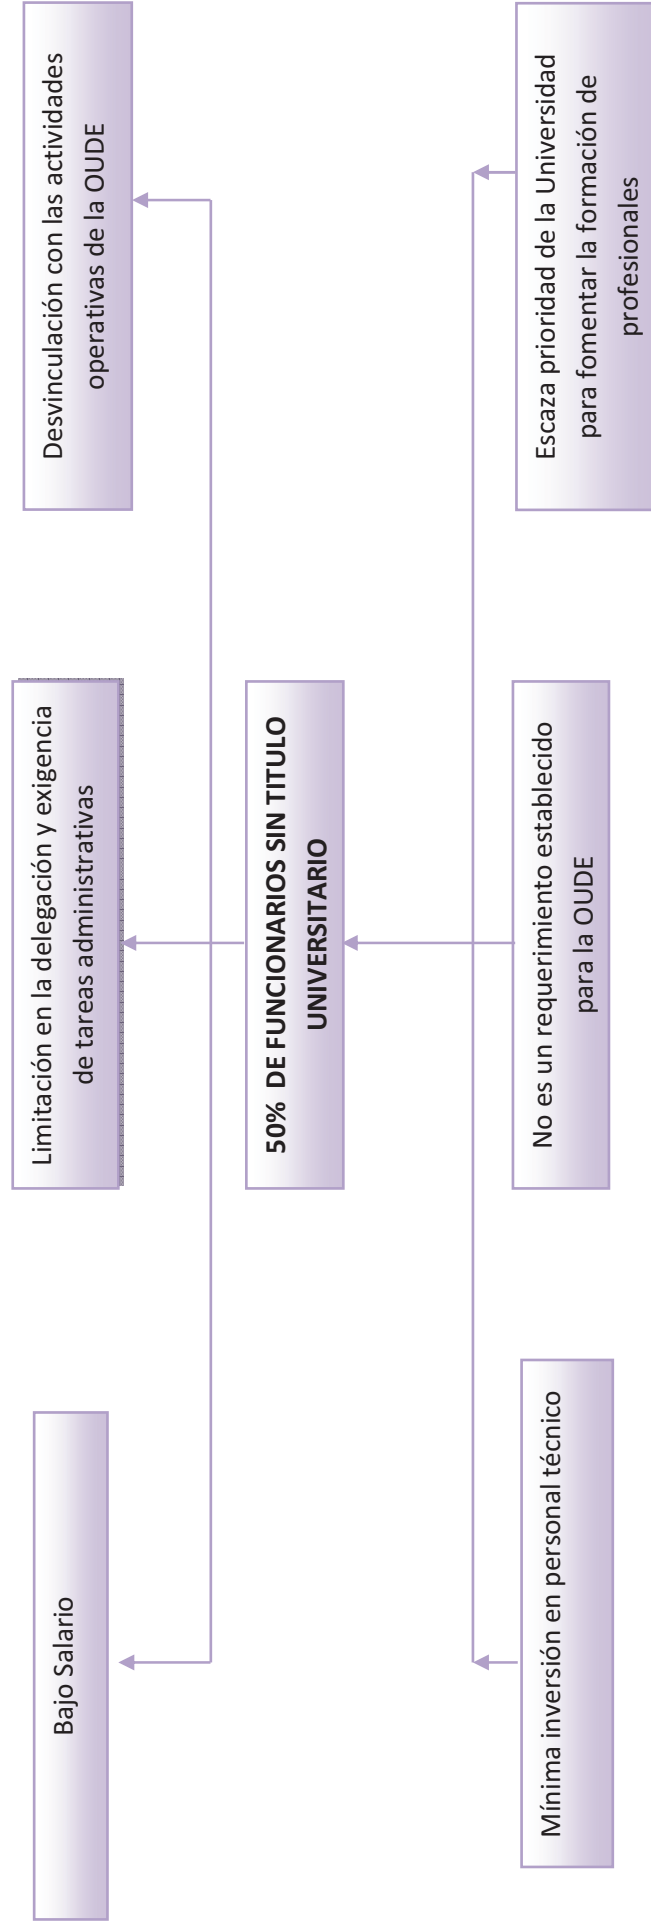 Bajo Salario
Limitación en la delegación y exigencia
de tareas administrativas
Desvinculación con las actividades
operativas de la OUDE
50% DE FUNCIONARIOS SIN TITULO
UNIVERSITARIO
Mínima inversión en personal técnico
No es un requerimiento establecido
para la OUDE
Escaza prioridad de la Universidad
para fomentar la formación de
profesionales